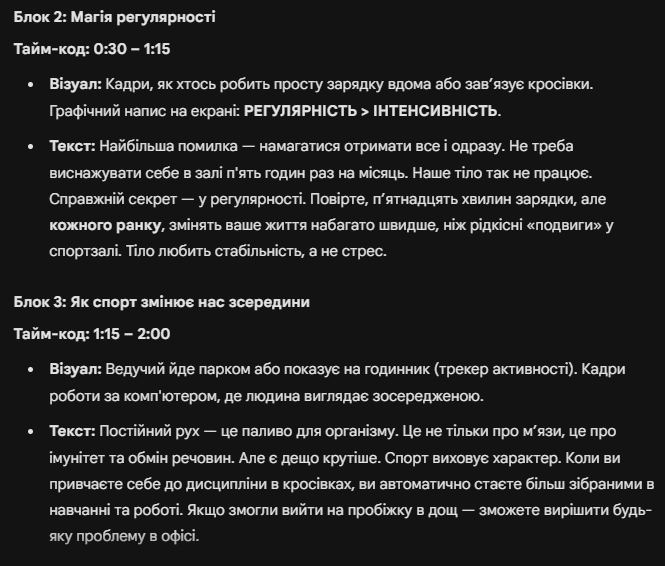 Блок 2: Магія регулярності
Тайм-код: 0:30 – 1:15
Візуал: Кадри, як хтось робить просту зарядку вдома або зав’язує кросівки.
Графічний напис на екрані: РЕГУЛЯРНІСТЬ > ІНТЕНСИВНІСТЬ.
Текст: Найбільша помилка — намагатися отримати все і одразу. Не треба
виснажувати себе в залі п'ять годин раз на місяць. Наше тіло так не працює.
Справжній секрет — у регулярності. Повірте, п’ятнадцять хвилин зарядки, але
кожного ранку, змінять ваше життя набагато швидше, ніж рідкісні «подвиги» у
спортзалі. Тіло любить стабільність, а не стрес.
Блок 3: Як спорт змінює нас зсередини
Тайм-код: 1:15 – 2:00
Візуал: Ведучий йде парком або показує на годинник (трекер активності). Кадри
роботи за комп'ютером, де людина виглядає зосередженою.
Текст: Постійний рух — це паливо для організму. Це не тільки про м’язи, це про
імунітет та обмін речовин. Але є дещо крутіше. Спорт виховує характер. Коли ви
привчаєте себе до дисципліни в кросівках, ви автоматично стаєте більш зібраними в
навчанні та роботі. Якщо змогли вийти на пробіжку в дощ — зможете вирішити будь-
яку проблему в офісі.